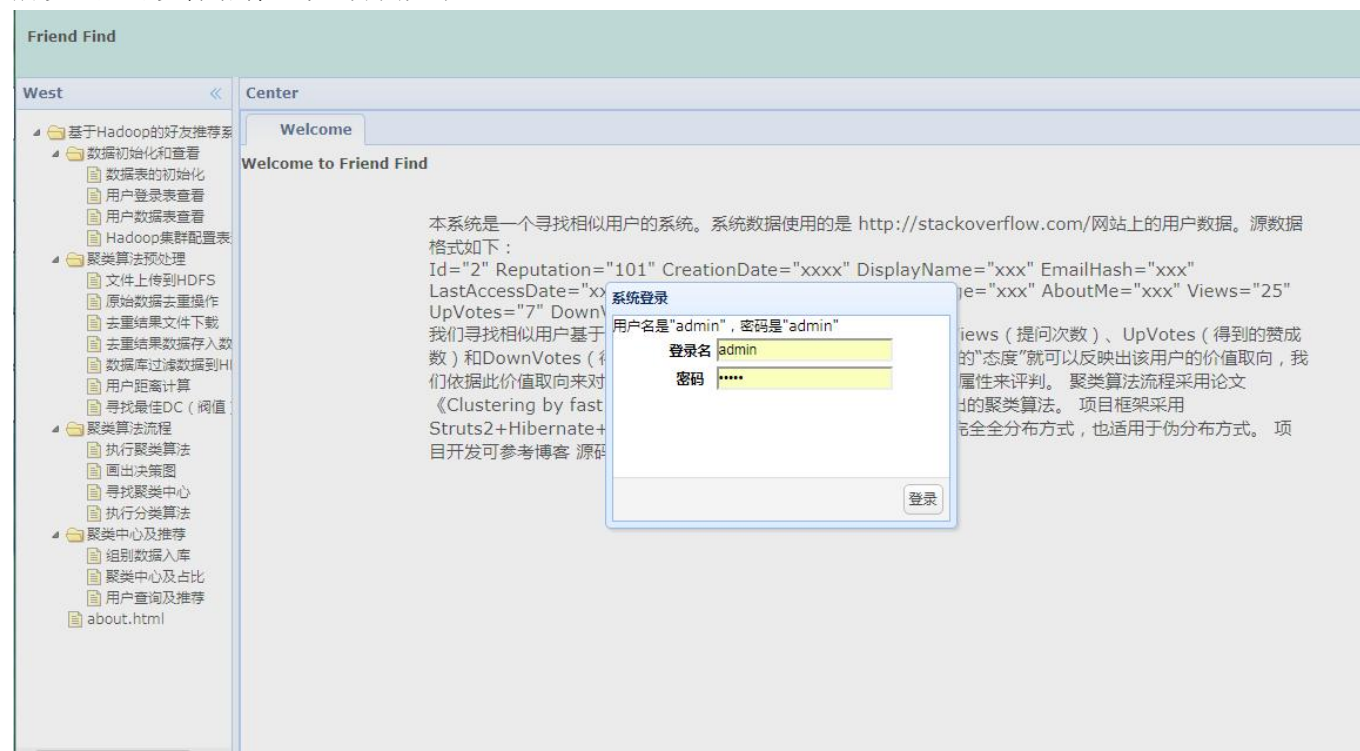 Friend Find
West
基于Hadoop的好友推荐系
数据初始化和查看
数据表的初始化
用户登录表查看
用户数据表查看
Hadoop集群配置表
聚类算法预处理
文件上传到HDFS
原始数据去重操作
去重结果文件下载
去重结果数据存入数
数据库过滤数据到H
用户距离计算
寻找最佳DC（阀值
聚类算法流程
执行聚类算法
画出决策图
寻找聚类中心
执行分类算法
聚类中心及推荐
组别数据入库
聚类中心及占比
用户查询及推荐
about.html
Center
Welcome
Welcome to Friend Find
本系统是一个寻找相似用户的系统。系统数据使用的是 http://stackoverflow.com/网站上的用户数据。源数据
格式如下：
Id="2" Reputation="101" CreationDate="xxxx" DisplayName="xxx" EmailHash="xxx"
LastAccessDate="xx ge="xxx" AboutMe="xxx" Views="25"
UpVotes="7" Down
我们寻找相似用户基于 iews（提问次数）、UpVotes（得到的赞成
数）和DownVotes（ 的“态度”就可以反映出该用户的价值取向，我
们依据此价值取向来对 属性来评判。 聚类算法流程采用论文
《Clustering by fast 出的聚类算法。 项目框架采用
Struts2+Hibernate+ 完全分布方式，也适用于伪分布方式。 项
目开发可参考博客 源码
系统登录
用户名是"admin"，密码是"admin"
登录名 admin
密码 •••••
登录